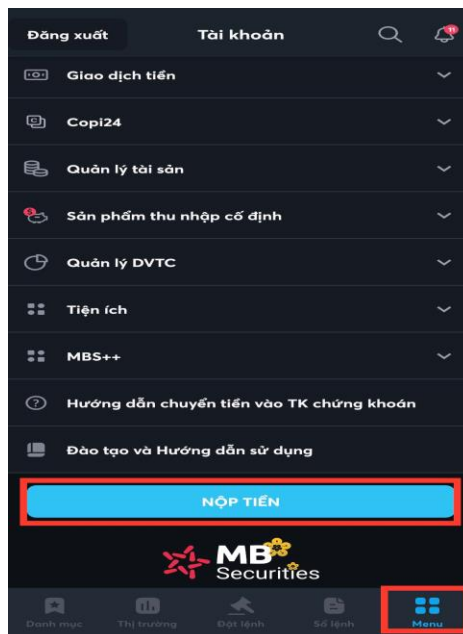 Đăng xuất Tài khoản 11
Giao dịch tiền
Copi24
Quản lý tài sản
Sản phẩm thu nhập cố định
Quản lý DVTC
Tiện ích
MBS++
Hướng dẫn chuyển tiền vào TK chứng khoán
Đào tạo và Hướng dẫn sử dụng
NỘP TIỀN
MB
Securities
Danh mục Thị trường Đặt lệnh Sổ lệnh Menu